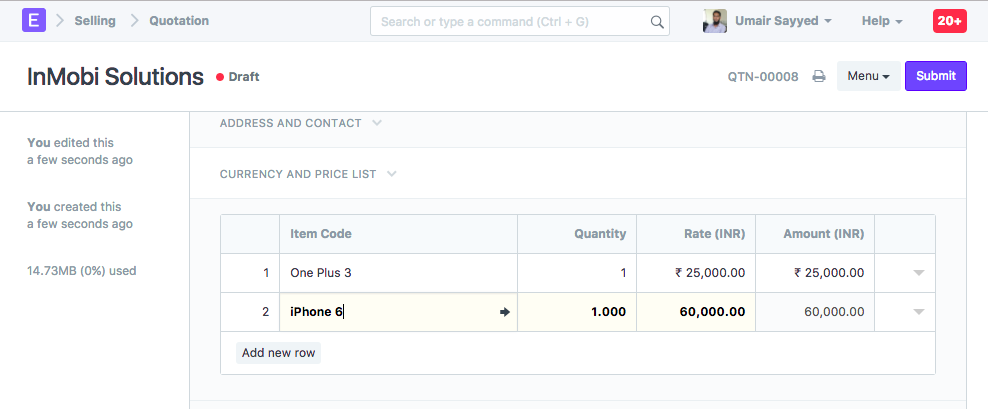 E Selling Quotation Search or type a command (Ctrl + G) Umair Sayyed Help 20+
InMobi Solutions Draft QTN-00008 Menu Submit
You edited this
a few seconds ago
You created this
a few seconds ago
14.73MB (0%) used
ADDRESS AND CONTACT
CURRENCY AND PRICE LIST
Item Code Quantity Rate (INR) Amount (INR)
1 One Plus 3 1 ₹ 25,000.00 ₹ 25,000.00
2 iPhone 6 1.000 60,000.00 60,000.00
Add new row